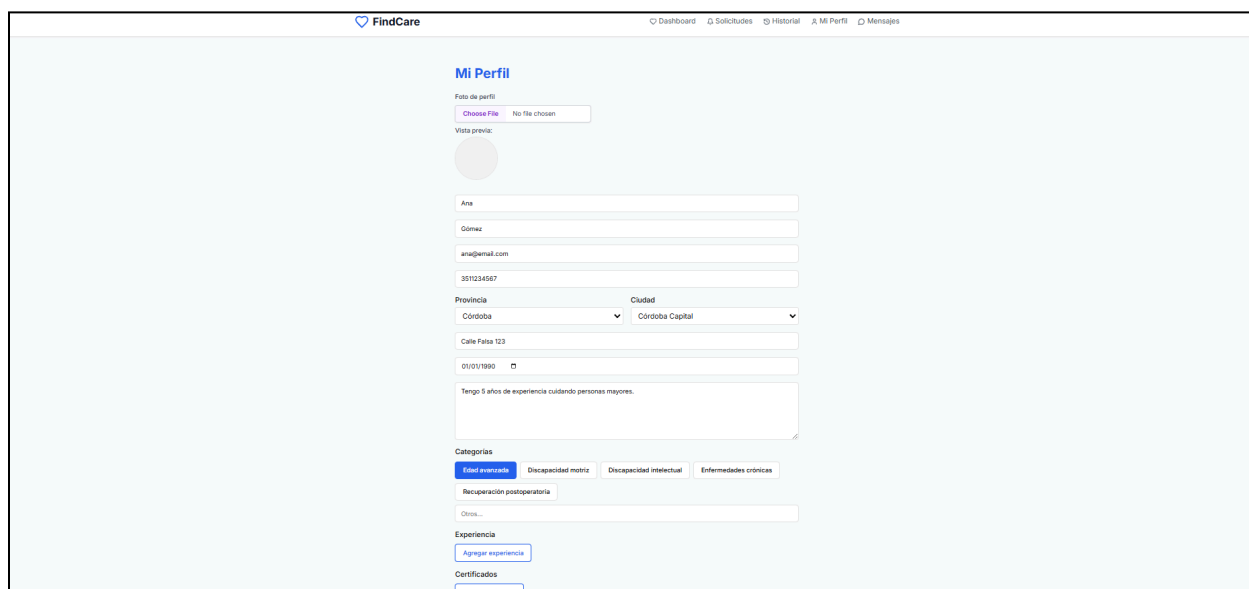 FindCare
Dashboard Solicitudes Historial Mi Perfil Mensajes
Mi Perfil
Foto de perfil
Choose File No file chosen
Vista previa:
Ana
Gómez
ana@email.com
3511234567
Provincia Ciudad
Córdoba Córdoba Capital
Calle Falsa 123
01/01/1990
Tengo 5 años de experiencia cuidando personas mayores.
Categorías
Edad avanzada Discapacidad motriz Discapacidad intelectual Enfermedades crónicas
Recuperación postoperatoria
Otros...
Experiencia
Agregar experiencia
Certificados